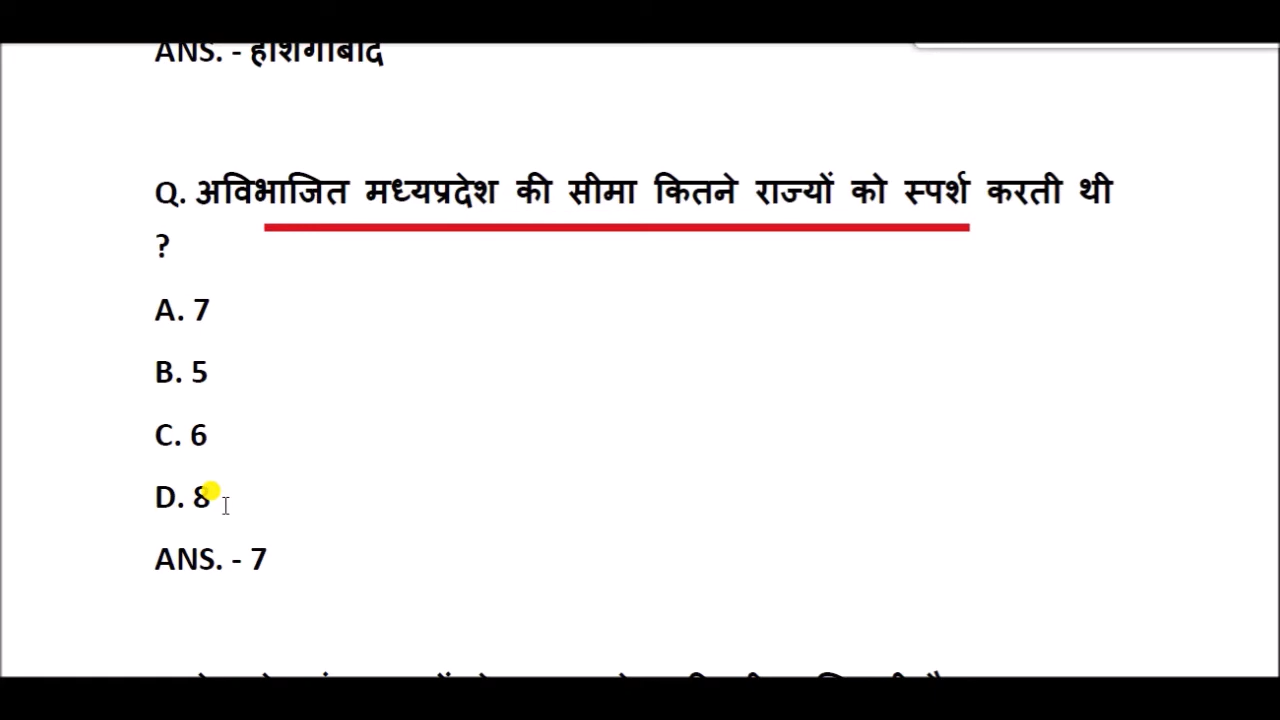 ANS. - होशंगाबाद
Q. अविभाजित मध्यप्रदेश की सीमा कितने राज्यों को स्पर्श करती थी
?
A. 7
B. 5
C. 6
D. 8
ANS. - 7